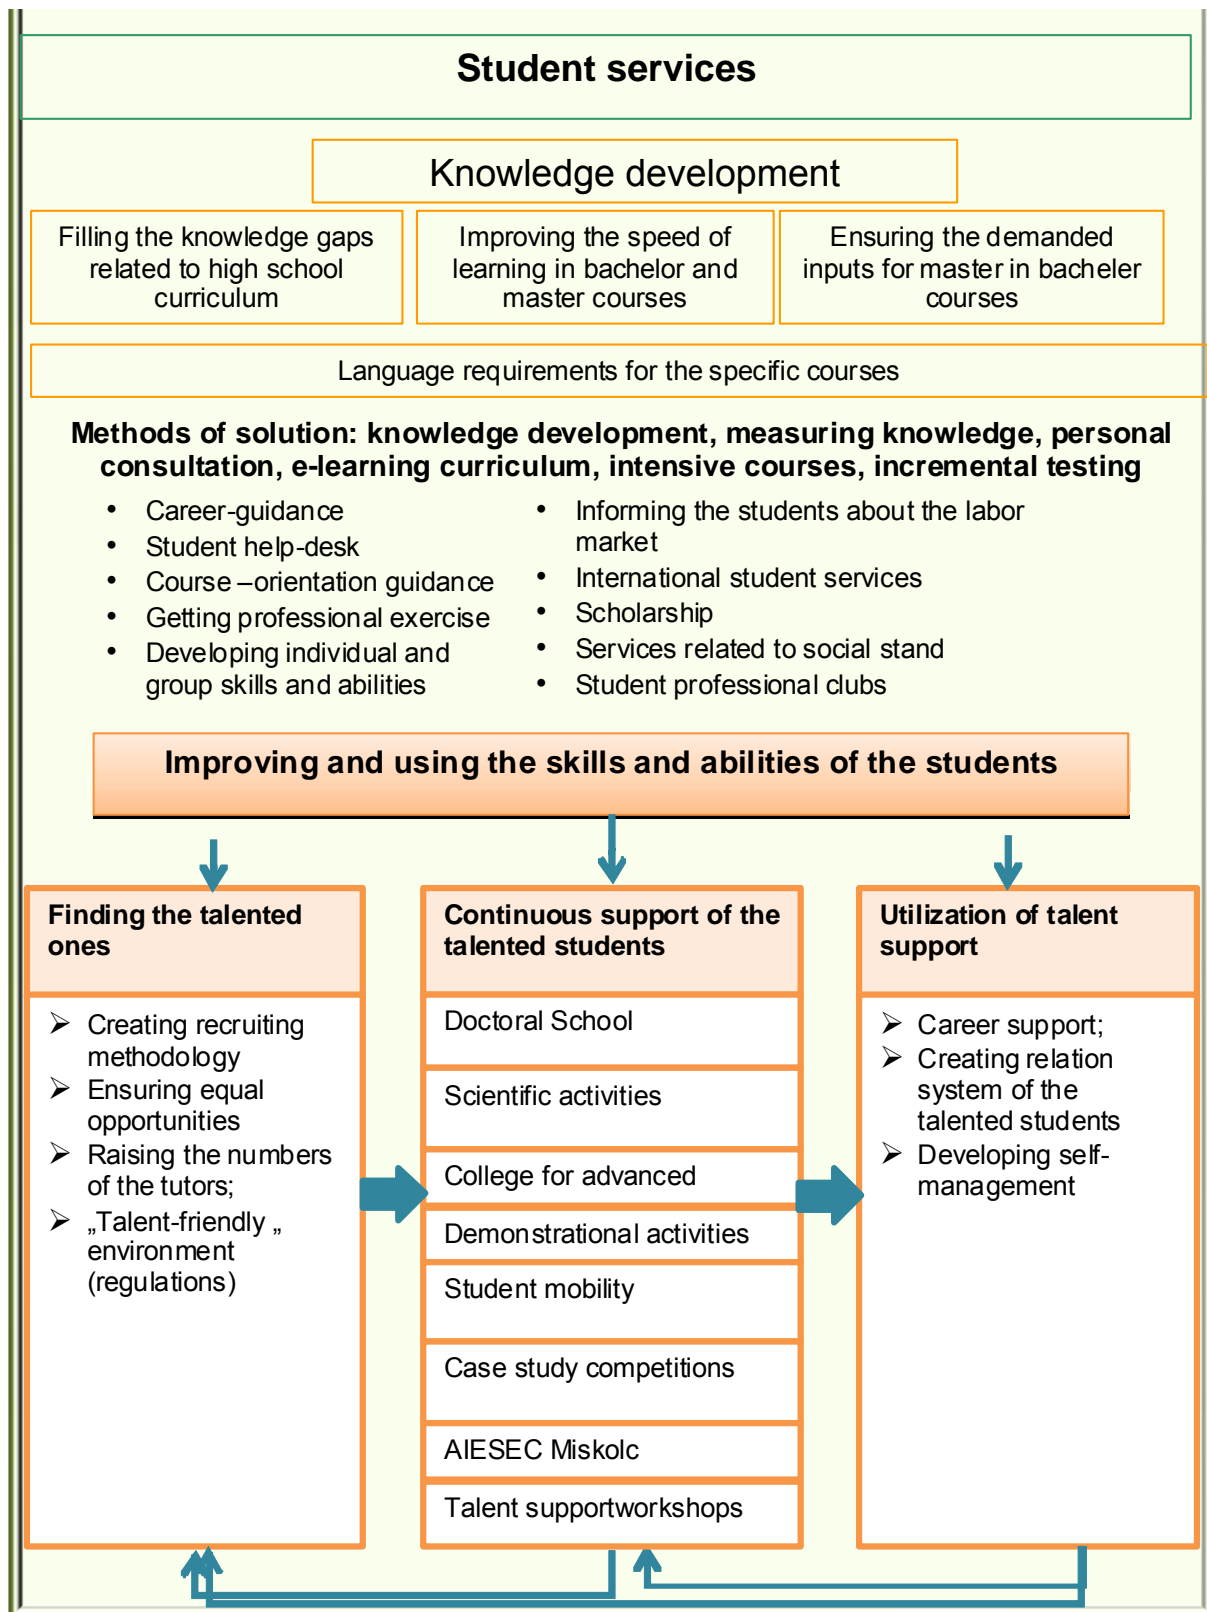 Student services
Knowledge development
Filling the knowledge gaps
related to high school
curriculum
Improving the speed of
learning in bachelor and
master courses
Ensuring the demanded
inputs for master in bacheler
courses
Language requirements for the specific courses
Methods of solution: knowledge development, measuring knowledge, personal
consultation, e-learning curriculum, intensive courses, incremental testing
• Career-guidance
• Student help-desk
• Course –orientation guidance
• Getting professional exercise
• Developing individual and
group skills and abilities
• Informing the students about the labor
market
• International student services
• Scholarship
• Services related to social stand
• Student professional clubs
Improving and using the skills and abilities of the students
Finding the talented
ones
➢ Creating recruiting
methodology
➢ Ensuring equal
opportunities
➢ Raising the numbers
of the tutors;
➢ „Talent-friendly „
environment
(regulations)
Continuous support of the
talented students
Doctoral School
Scientific activities
College for advanced
Demonstrational activities
Student mobility
Case study competitions
AIESEC Miskolc
Talent supportworkshops
Utilization of talent
support
➢ Career support;
➢ Creating relation
system of the
talented students
➢ Developing self-
management